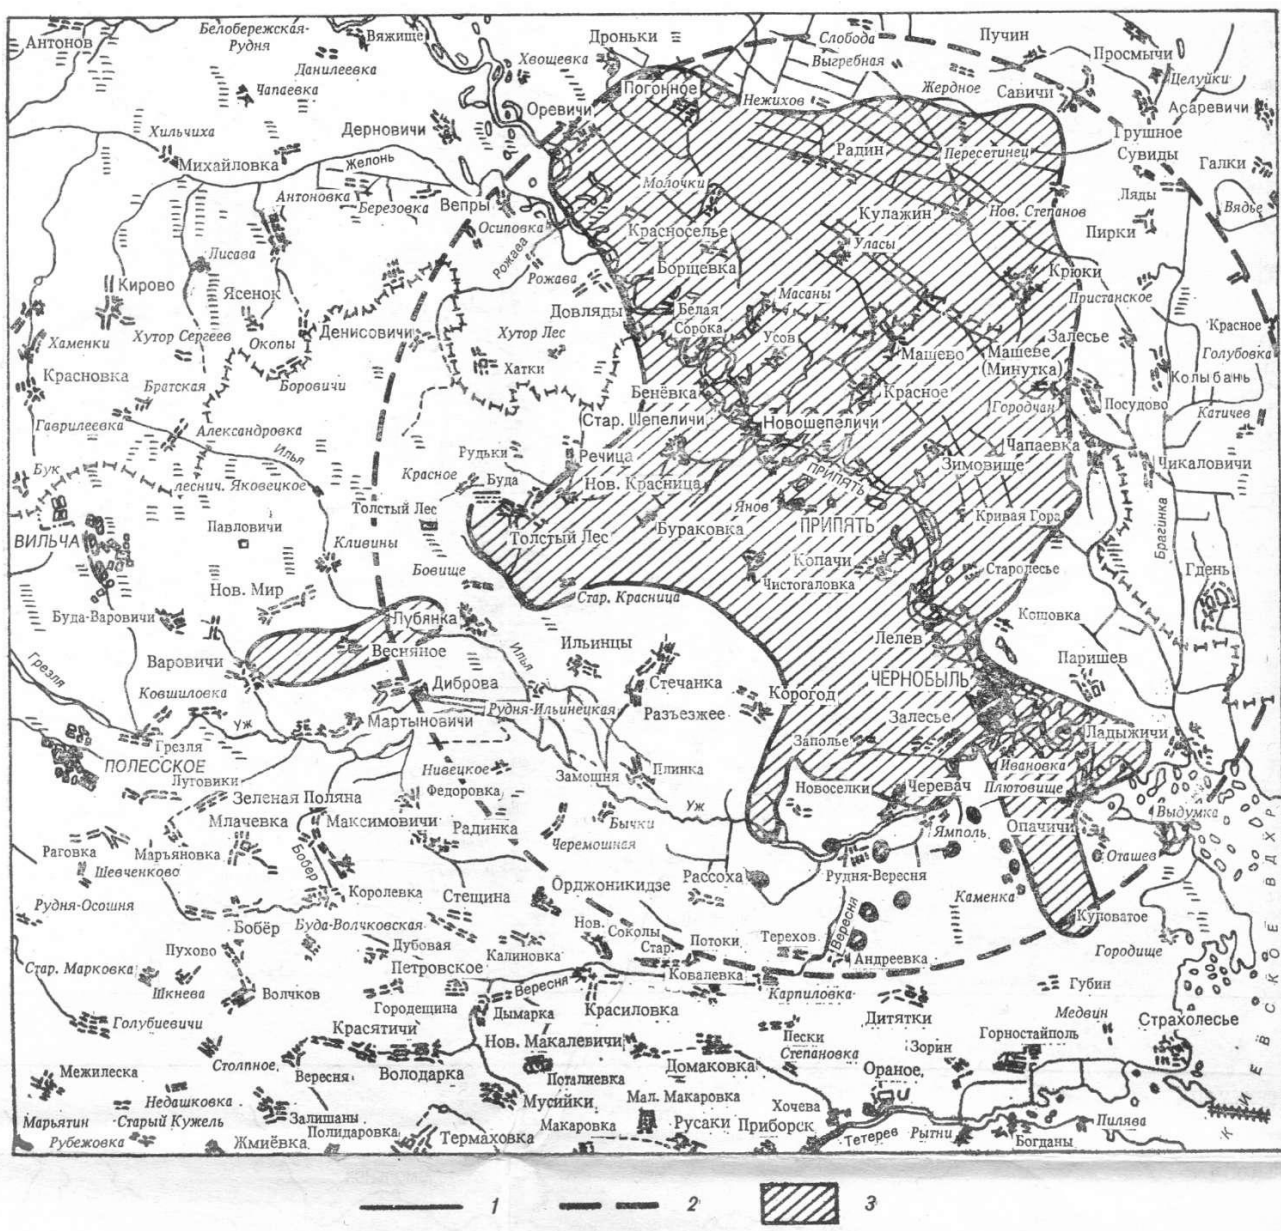 Антонов
Белобережская-
Рудня
Вяжище
Данилеевка
Чапаевка
Хвощевка
Дроньки
Слобода
Выгребная
Пучин
Просмычи
Целуйки
Погонное
Нежихов
Жердное
Савичи
Асаревичи
Оревичи
Хильчиха
Дерновичи
Михайловка
Желонь
Радин
Пересетинец
Грушное
Сувиды
Галки
Антоновка
Березовка
Вепры
Молочки
Ляды
Вядье
Осиповка
Красноселье
Кулажин
Нов. Степанов
Пирки
Лисава
Рожава
Рожава
Борщевка
Уласы
Крюки
Пристанское
Кирово
Ясенок
Довляды
Белая
Сорока
Масаны
Красное
Хаменки
Хутор Сергеев
Окопы
Денисовичи
Хутор Лес
Усов
Машево
Залесье
Машеве
(Минутка)
Голубовка
Красновка
Братская
Боровичи
Хатки
Бенёвка
Красное
Колыбань
Гаврилеевка
Александровка
Стар. Шепеличи
Новошепеличи
Городчан
Посудово
Катичев
Илья
Рудьки
Речица
Чапаевка
Бук
леснич. Яковецкое
Красное
Буда
Нов. Красница
ПРИПЯТЬ
Зимовище
Чикаловичи
Толстый Лес
Янов
Павловичи
Толстый Лес
Бураковка
ПРИПЯТЬ
Кривая Гора
Брагинка
ВИЛЬЧА
Кливины
Копачи
Бовище
Чистогаловка
Старолесье
Гдень
Нов. Мир
Стар. Красница
Буда-Варовичи
Лубянка
Кошовка
Весняное
Ильинцы
Лелев
Варовичи
Илья
Паришев
Грезля
Стечанка
ЧЕРНОБЫЛЬ
Ковшиловка
Диброва
Корогод
Рудня-Ильинецкая
Разъезжее
Уж
Мартыновичи
Залесье
Ладыжичи
Грезля
Заполье
ПОЛЕССКОЕ
Нивецкое
Замошня
Плинка
Ивановка
Луговики
Федоровка
Новоселки
Черевач
Плютовище
Зеленая Поляна
Уж
Млачевка
Максимовичи
Радинка
Бычки
Ямполь
Опачичи
Выдумка
Раговка
Марьяновка
Бобер
Черемошная
Оташев
Шевченково
Рассоха
Рудня-Вересня
Королевка
Стещина
Орджоникидзе
Каменка
Рудня-Осошня
Куповатое
Бобёр
Буда-Волчковская
Нов.
Соколы
Вересня
Пухово
Дубовая
Калиновка
Стар.
Потоки
Терехов
Городище
Стар. Марковка
Петровское
Ковалевка
Андреевка
Шкнева
Волчков
Вересня
Карпиловка
Губин
Городещина
Дымарка
Красиловка
Дитятки
Медвин
Голубиевичи
Красятичи
Страхолесье
Нов. Макалевичи
Пески
Горностайполь
Столпное
Степановка
Зорин
Межилеска
Вересня
Володарка
Поталиевка
Домаковка
Ораное
Недашковка
Мусийки
Мал. Макаровка
Хочева
Марьятин
Старый Кужель
Залишаны
Макаровка
Русаки
Приборск
Пилява
Рубежовка
Жмиёвка
Полидаровка
Термаховка
Тетерев
Рытни
Богданы
КИЕВСКОЕ ВДХР.
1 2 3